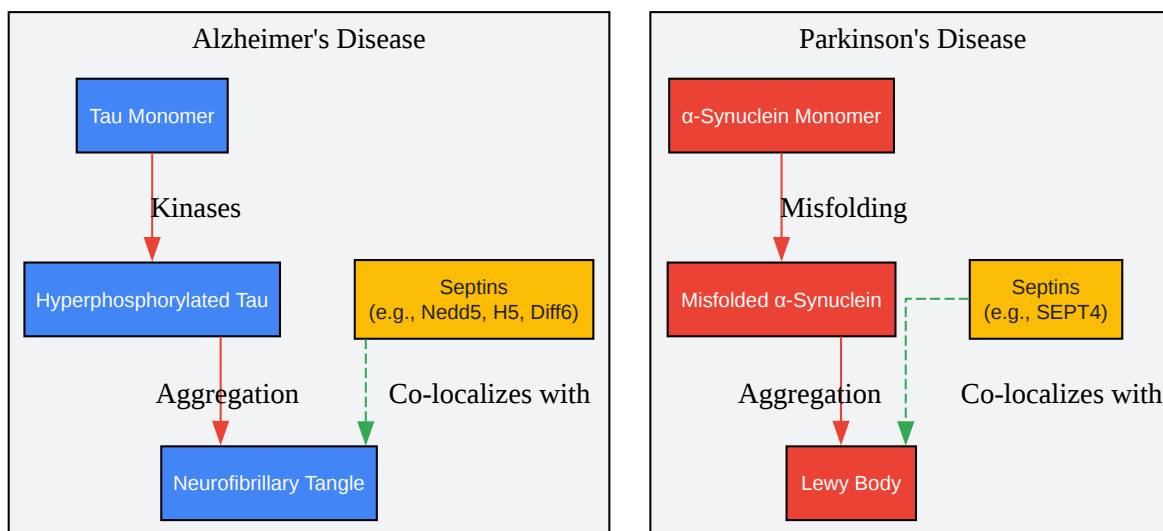 Alzheimer's Disease
Tau Monomer
Kinases
Hyperphosphorylated Tau
Septins
(e.g., Nedd5, H5, Diff6)
Aggregation
Co-localizes with
Neurofibrillary Tangle
Parkinson's Disease
α-Synuclein Monomer
Misfolding
Misfolded α-Synuclein
Septins
(e.g., SEPT4)
Aggregation
Co-localizes with
Lewy Body